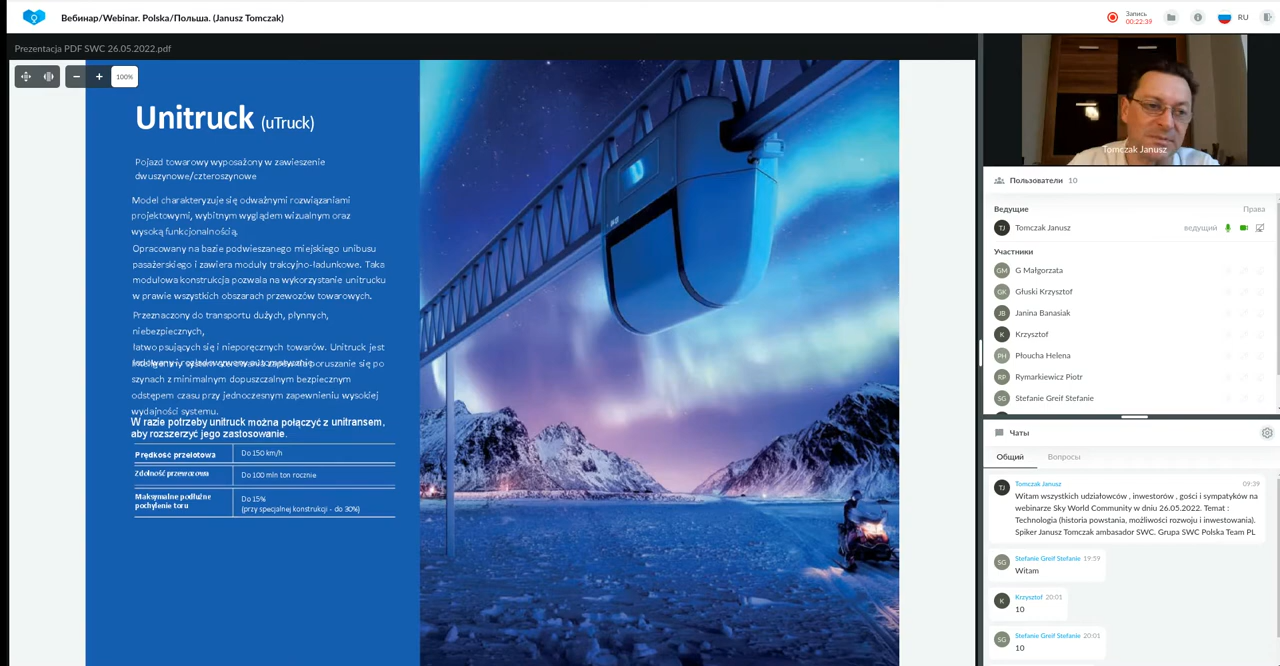 Вебинар/Webinar. Polska/Польша. (Janusz Tomczak)
Запись
00:22:39
RU
Prezentacja PDF SWC 26.05.2022.pdf
100%
Unitruck (uTruck)
Pojazd towarowy wyposażony w zawieszenie
dwuszynowe/czteroszynowe
Model charakteryzuje się odważnymi rozwiązaniami
projektowymi, wybitnym wyglądem wizualnym oraz
wysoką funkcjonalnością.
Opracowany na bazie podwieszanego miejskiego unibusu
pasażerskiego i zawiera moduły trakcyjno-ładunkowe. Taka
modułowa konstrukcja pozwala na wykorzystanie unitrucku
w prawie wszystkich obszarach przewozów towarowych.
Przeznaczony do transportu dużych, płynnych,
niebezpiecznych,
łatwo psujących się i nieporęcznych towarów. Unitruck jest
poruszanie się po
szynach z minimalnym dopuszczalnym bezpiecznym
odstępem czasu przy jednoczesnym zapewnieniu wysokiej
wydajności systemu.
W razie potrzeby unitruck można połączyć z unitransem,
aby rozszerzyć jego zastosowanie.
Prędkość przelotowa
Do 150 km/h
Zdolność przewozowa
Do 100 mln ton rocznie
Maksymalne podłużne
pochylenie toru
Do 15%
(przy specjalnej konstrukcji - do 30%)
Tomczak Janusz
Пользователи 10
Ведущие
Права
TJ Tomczak Janusz ведущий
Участники
GM G Małgorzata
GK Głuski Krzysztof
JB Janina Banasiak
K Krzysztof
PH Płoucha Helena
RP Rymarkiewicz Piotr
SG Stefanie Greif Stefanie
Чаты
Общий Вопросы
TJ Tomczak Janusz 09:39
Witam wszystkich udziałowców , inwestorów , gości i sympatyków na
webinarze Sky World Community w dniu 26.05.2022. Temat :
Technologia (historia powstania, możliwości rozwoju i inwestowania).
Spiker Janusz Tomczak ambasador SWC. Grupa SWC Polska Team PL
SG Stefanie Greif Stefanie 19:59
Witam
K Krzysztof 20:01
10
SG Stefanie Greif Stefanie 20:01
10